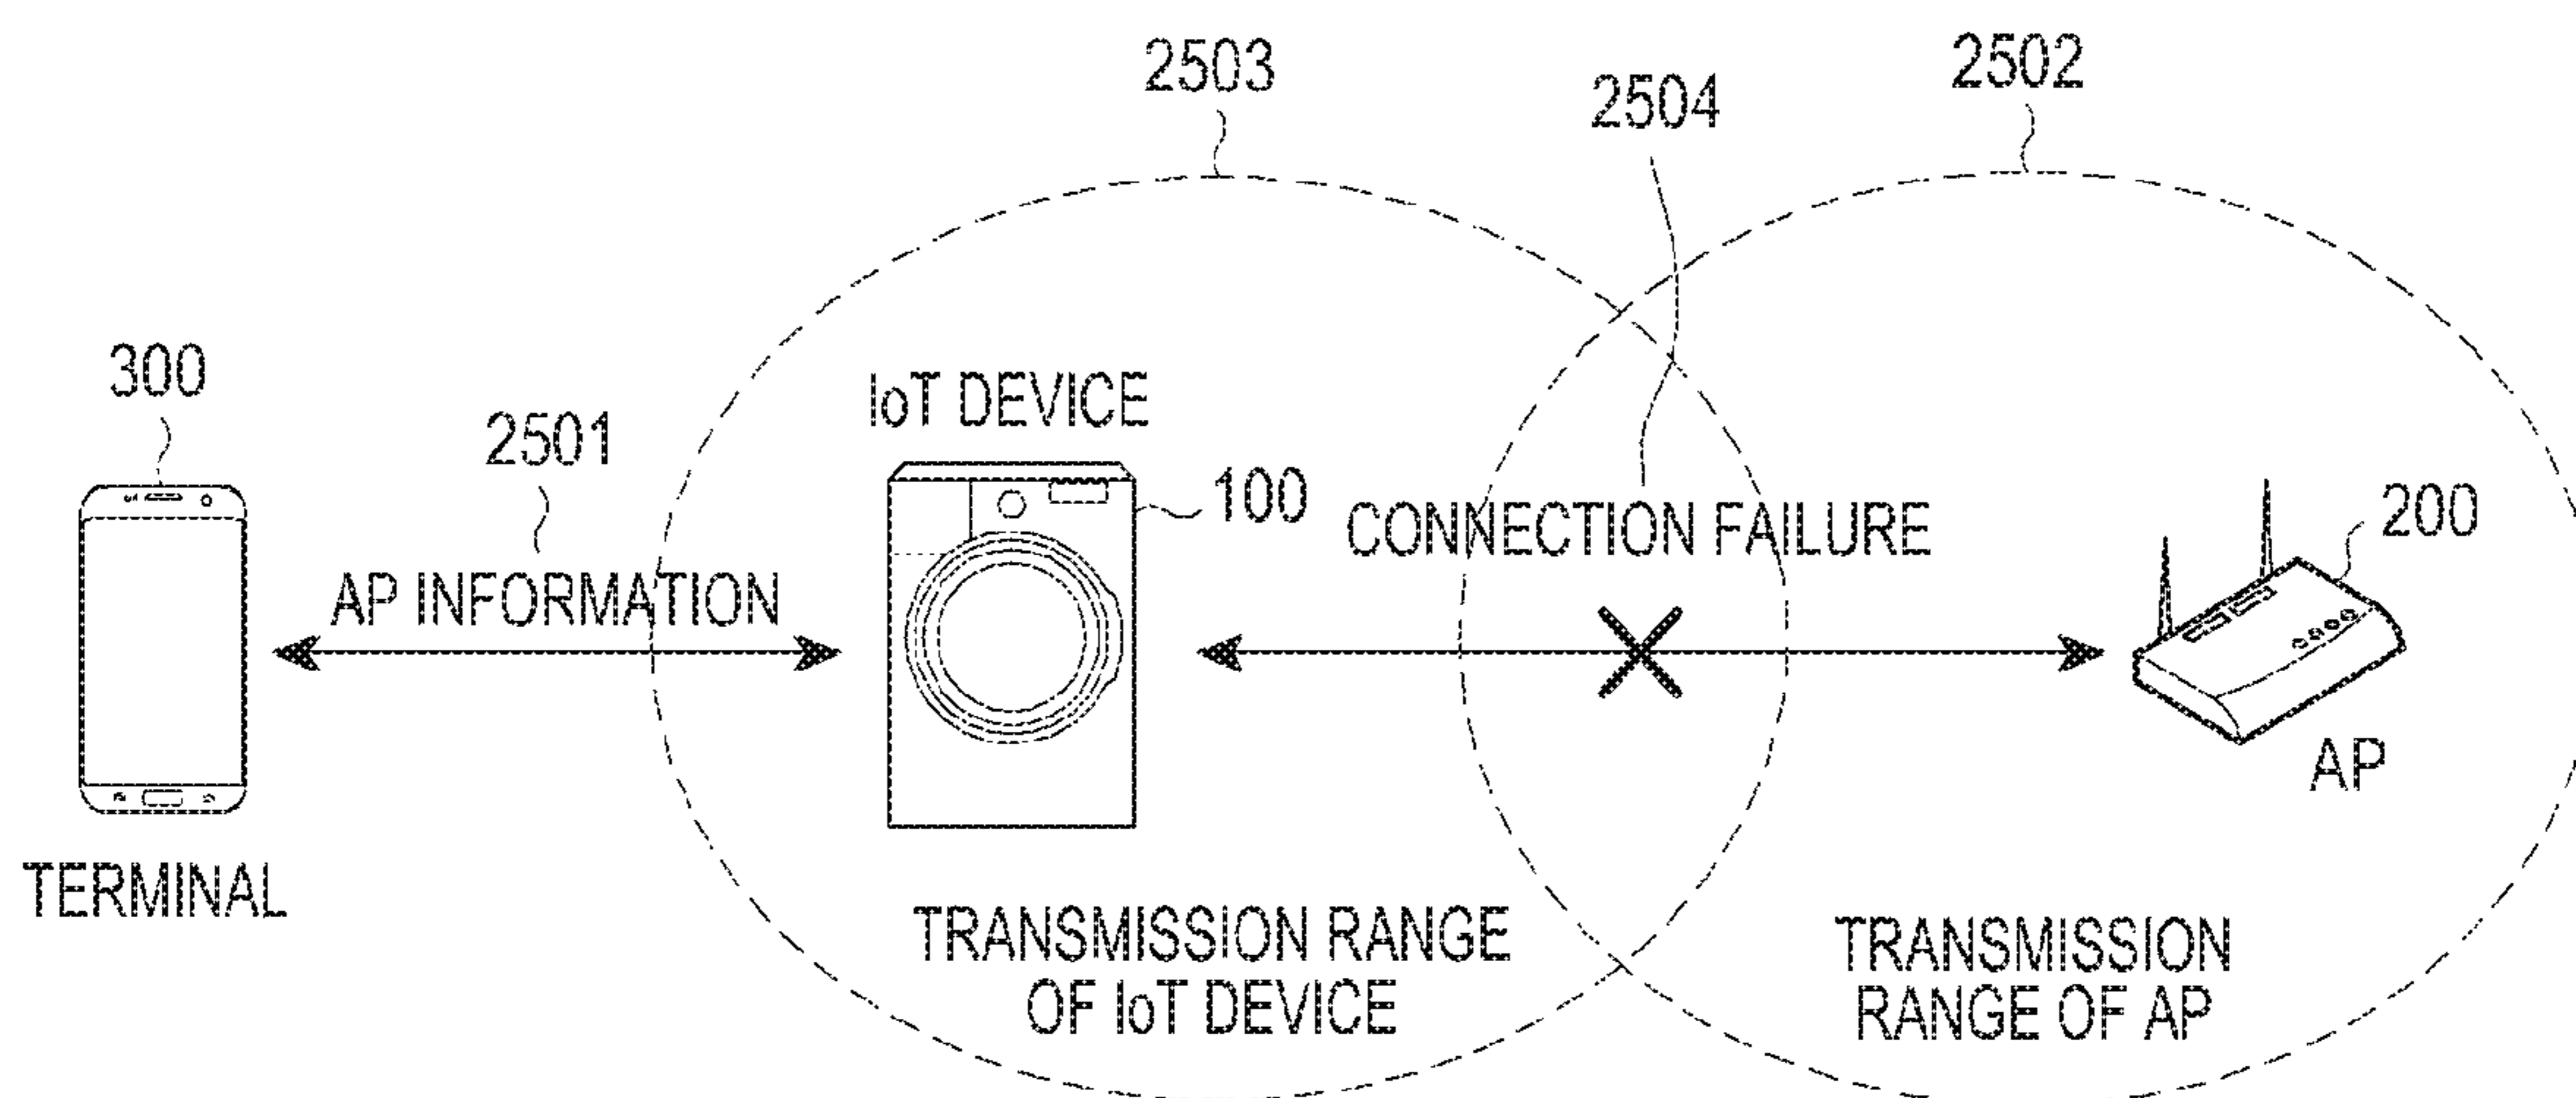 2503
2502
2504
300
2501
IoT DEVICE
100
CONNECTION FAILURE
200
AP INFORMATION
AP
TERMINAL
TRANSMISSION RANGE
OF IoT DEVICE
TRANSMISSION
RANGE OF AP